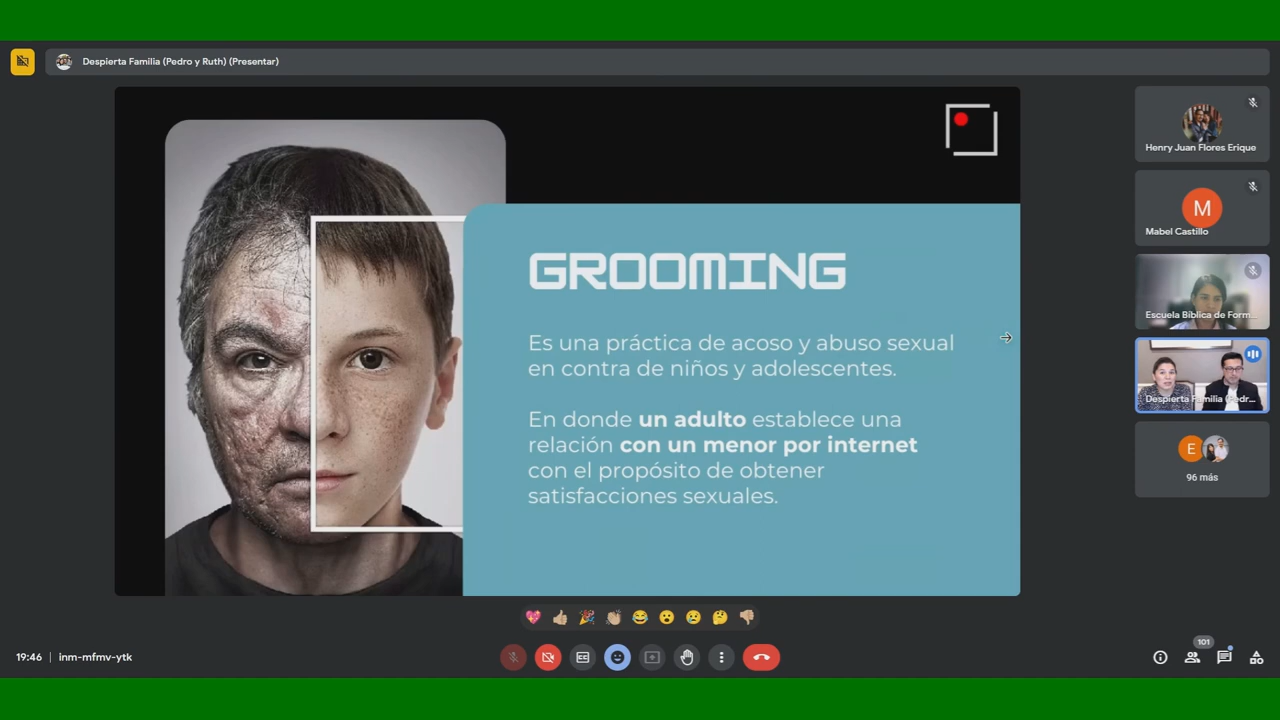 Despierta Familia (Pedro y Ruth) (Presentar)
GROOMING
Es una práctica de acoso y abuso sexual
en contra de niños y adolescentes.
En donde un adulto establece una
relación con un menor por internet
con el propósito de obtener
satisfacciones sexuales.
Henry Juan Flores Erique
M
Mabel Castillo
Escuela Bíblica de Form...
Despierta Familia (Pedr...
E
96 más
19:46 | inm-mfmv-ytk
CC
101